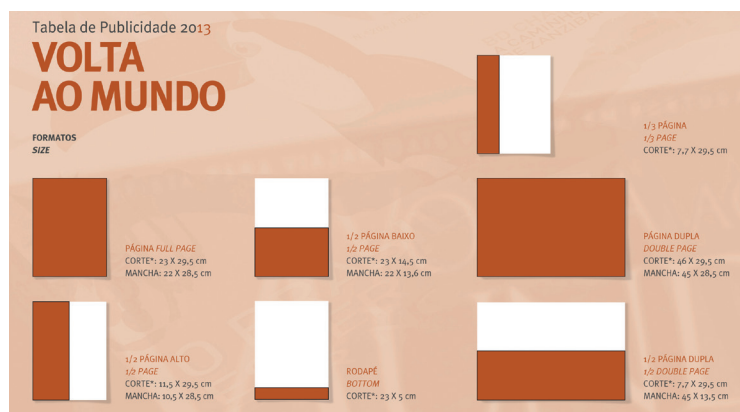 Tabela de Publicidade 2013
VOLTA
AO MUNDO
FORMATOS
SIZE
1/3 PÁGINA
1/3 PAGE
CORTE*: 7,7 X 29,5 cm
PÁGINA FULL PAGE
CORTE*: 23 X 29,5 cm
MANCHA: 22 X 28,5 cm
1/2 PÁGINA BAIXO
1/2 PAGE
CORTE*: 23 X 14,5 cm
MANCHA: 22 X 13,6 cm
PÁGINA DUPLA
DOUBLE PAGE
CORTE*: 46 X 29,5 cm
MANCHA: 45 X 28,5 cm
1/2 PÁGINA ALTO
1/2 PAGE
CORTE*: 11,5 X 29,5 cm
MANCHA: 10,5 X 28,5 cm
RODAPÉ
BOTTOM
CORTE*: 23 X 5 cm
1/2 PÁGINA DUPLA
1/2 DOUBLE PAGE
CORTE*: 7,7 X 29,5 cm
MANCHA: 45 X 13,5 cm